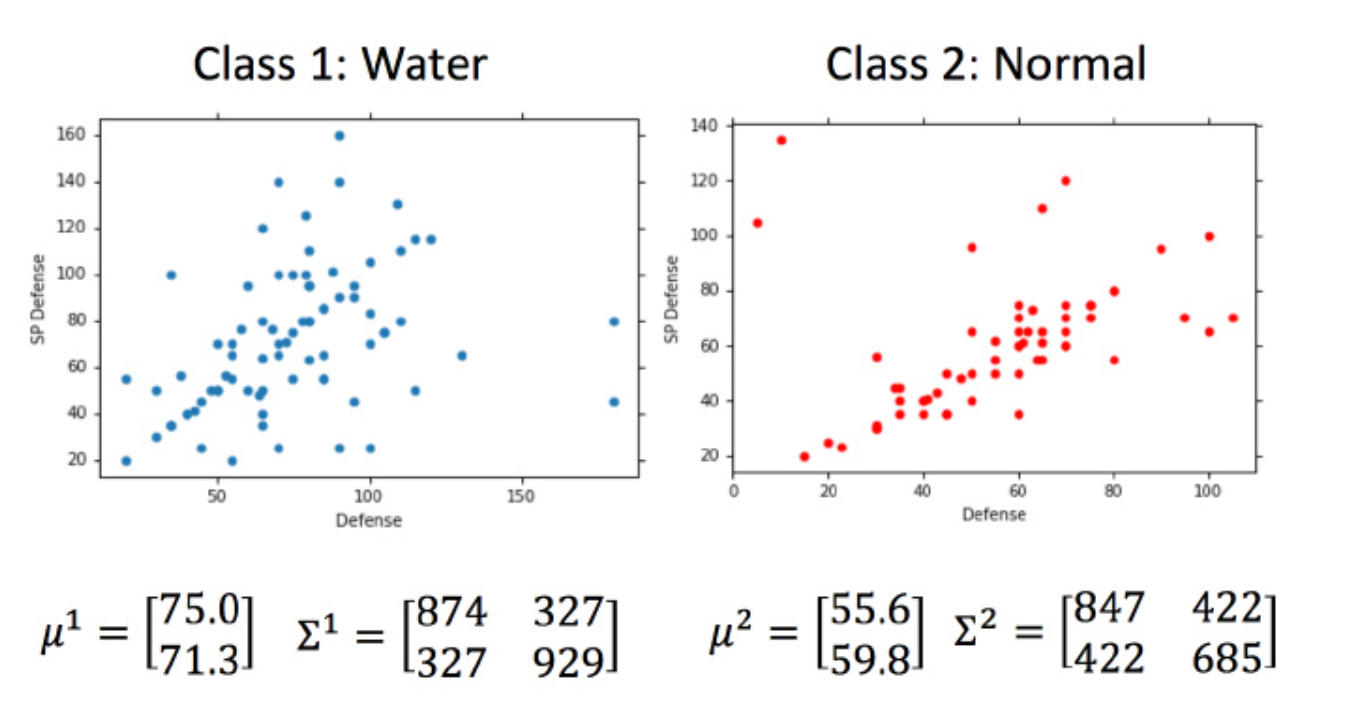 Class 1: Water
160
140
120
100
80
60
40
20
SP Defense
50 100 150
Defense
Class 2: Normal
140
120
100
80
60
40
20
SP Defense
0 20 40 60 80 100
Defense
μ¹ = [75.0 71.3] Σ¹ = [874 327 327 929]
μ² = [55.6 59.8] Σ² = [847 422 422 685]